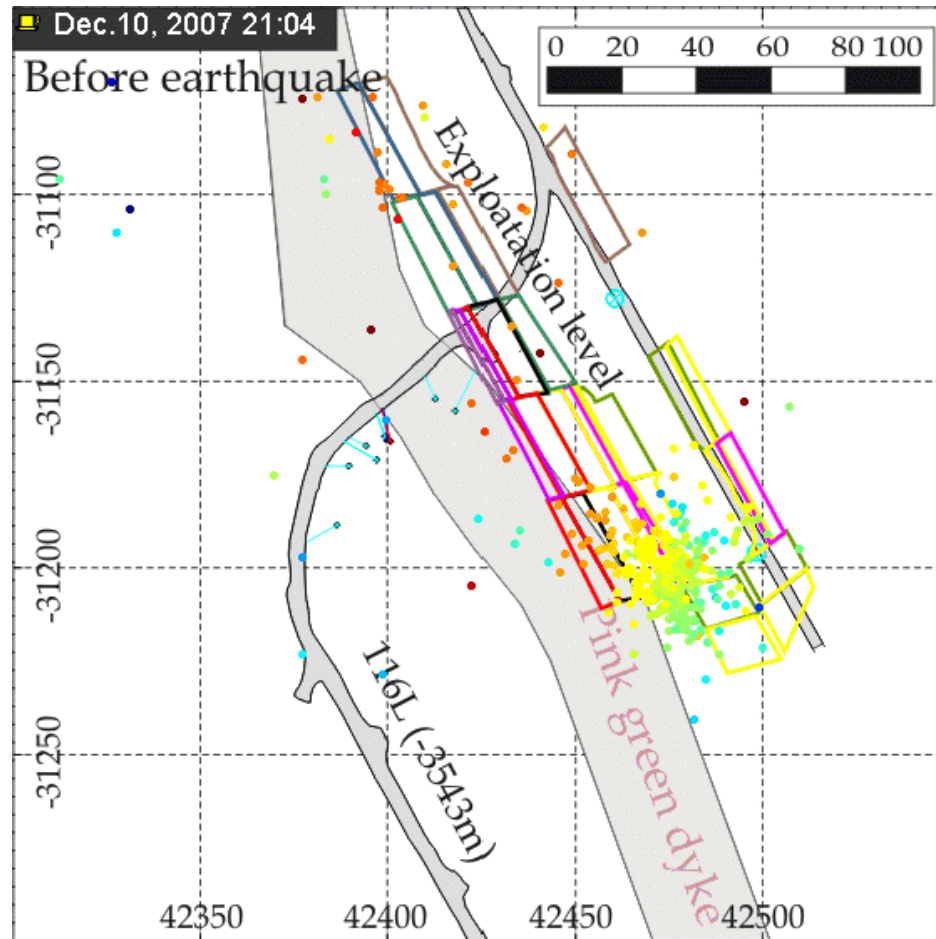 Dec.10, 2007 21:04
Before earthquake
0 20 40 60 80 100
Exploatation level
-31100
-31150
-31200
-31250
116L (-3543m)
Pink green dyke
42350 42400 42450 42500